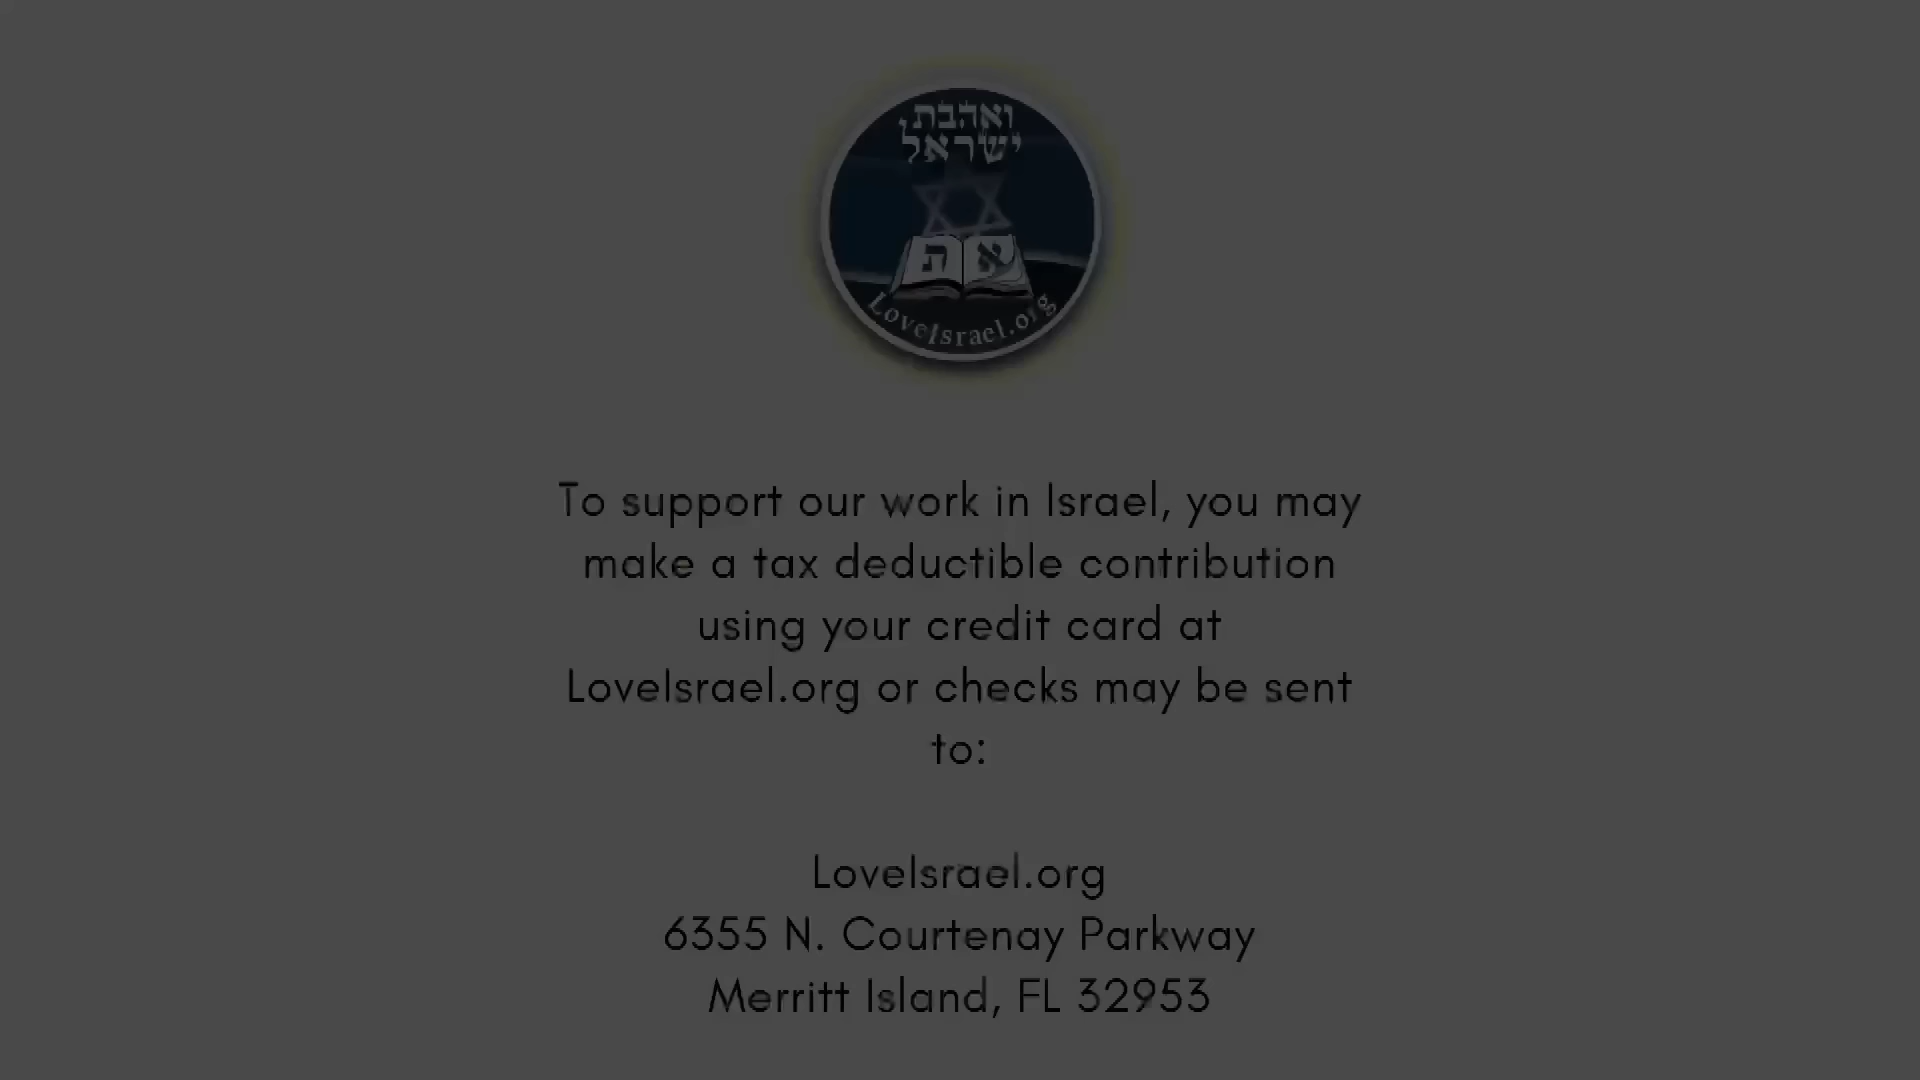 ואהבת
ישראל
ת א
LoveIsrael.org
To support our work in Israel, you may
make a tax deductible contribution
using your credit card at
LoveIsrael.org or checks may be sent
to:
LoveIsrael.org
6355 N. Courtenay Parkway
Merritt Island, FL 32953